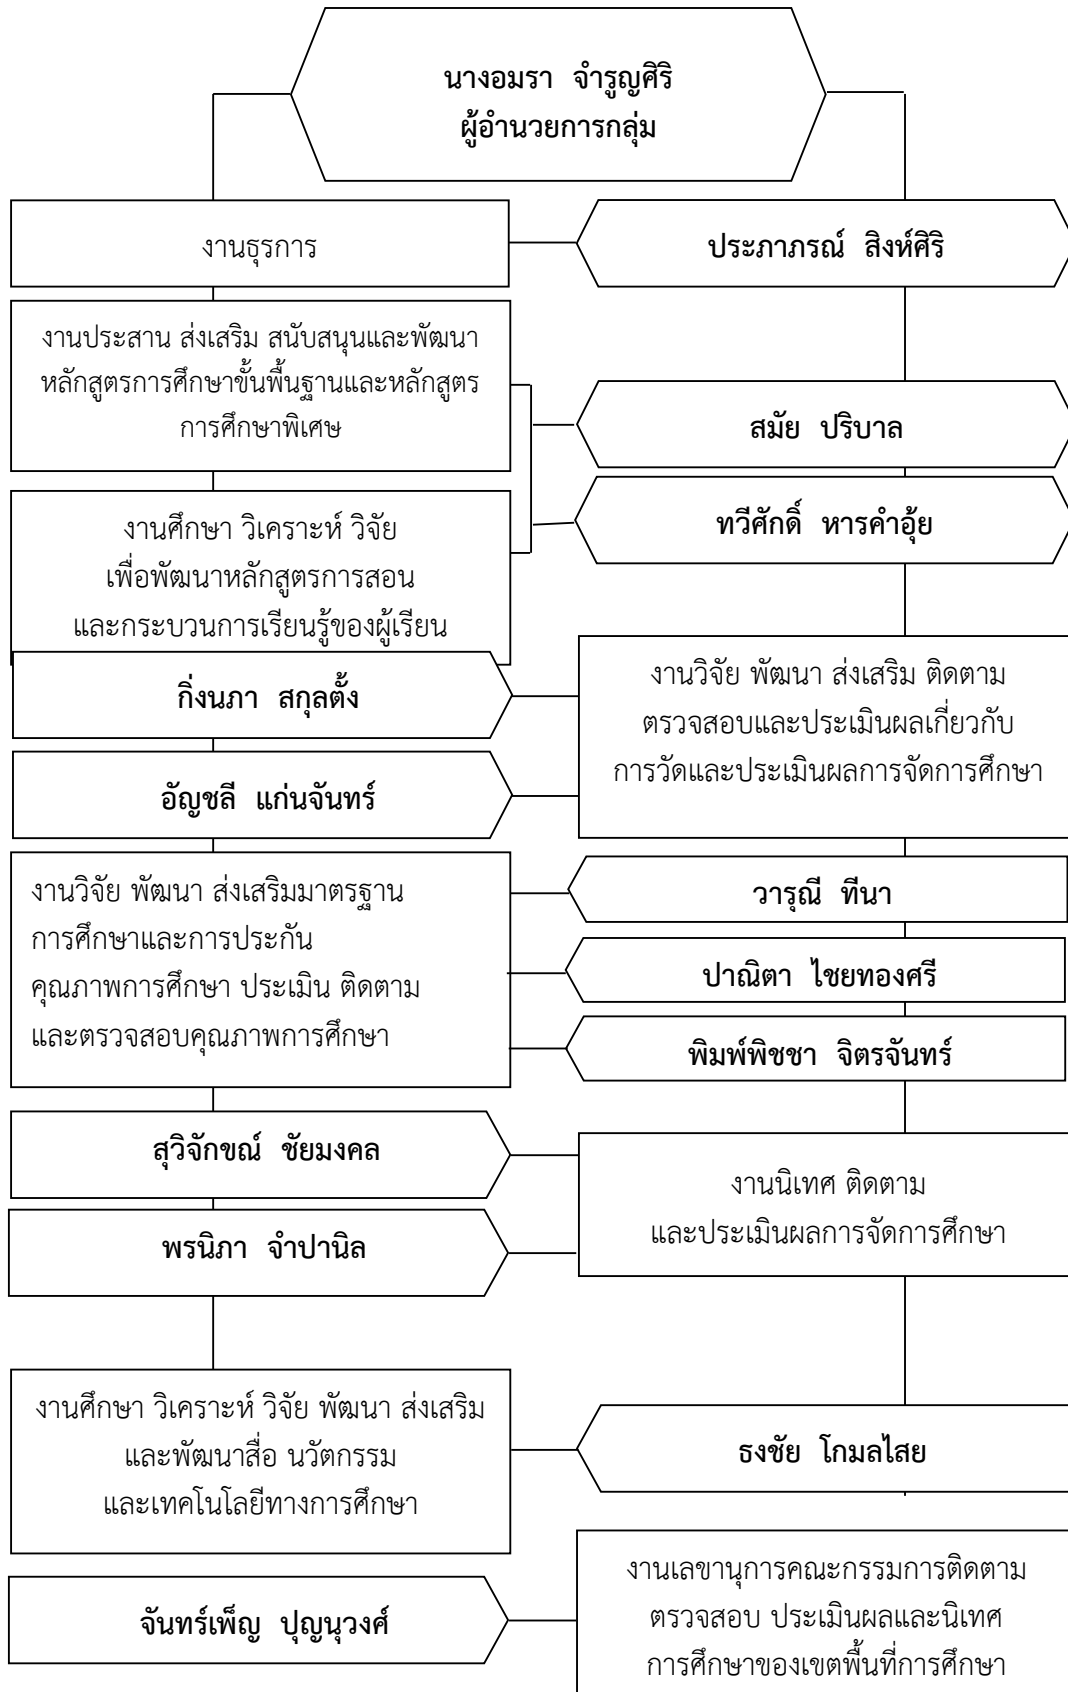 นางอมรา จำรูญศิริ
ผู้อำนวยการกลุ่ม
งานธุรการ
ประภาภรณ์ สิงห์ศิริ
งานประสาน ส่งเสริม สนับสนุนและพัฒนา
หลักสูตรการศึกษาขั้นพื้นฐานและหลักสูตร
การศึกษาพิเศษ
สมัย ปริบาล
ทวีศักดิ์ หารคำอุ้ย
งานศึกษา วิเคราะห์ วิจัย
เพื่อพัฒนาหลักสูตรการสอน
และกระบวนการเรียนรู้ของผู้เรียน
กิ่งนภา สกุลตั้ง
อัญชลี แก่นจันทร์
งานวิจัย พัฒนา ส่งเสริม ติดตาม
ตรวจสอบและประเมินผลเกี่ยวกับ
การวัดและประเมินผลการจัดการศึกษา
งานวิจัย พัฒนา ส่งเสริมมาตรฐาน
การศึกษาและการประกัน
คุณภาพการศึกษา ประเมิน ติดตาม
และตรวจสอบคุณภาพการศึกษา
วารุณี ทีนา
ปาณิตา ไชยทองศรี
พิมพ์พิชชา จิตรจันทร์
สุวิจักขณ์ ชัยมงคล
พรนิภา จำปานิล
งานนิเทศ ติดตาม
และประเมินผลการจัดการศึกษา
งานศึกษา วิเคราะห์ วิจัย พัฒนา ส่งเสริม
และพัฒนาสื่อ นวัตกรรม
และเทคโนโลยีทางการศึกษา
ธงชัย โกมลไสย
จันทร์เพ็ญ ปุญนุวงศ์
งานเลขานุการคณะกรรมการติดตาม
ตรวจสอบ ประเมินผลและนิเทศ
การศึกษาของเขตพื้นที่การศึกษา